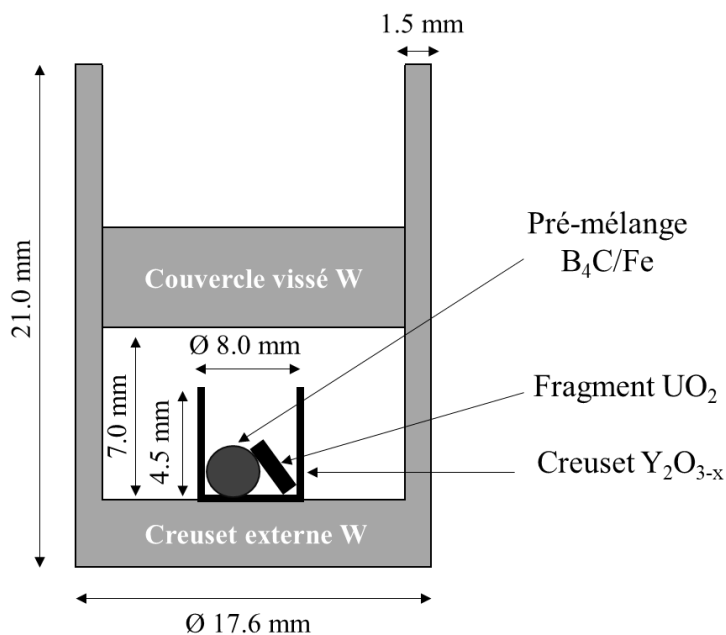 1.5 mm
Pré-mélange
B₄C/Fe
Couvercle vissé W
21.0 mm
Ø 8.0 mm
7.0 mm
4.5 mm
Fragment UO₂
Creuset Y₂O₃₋ₓ
Creuset externe W
Ø 17.6 mm